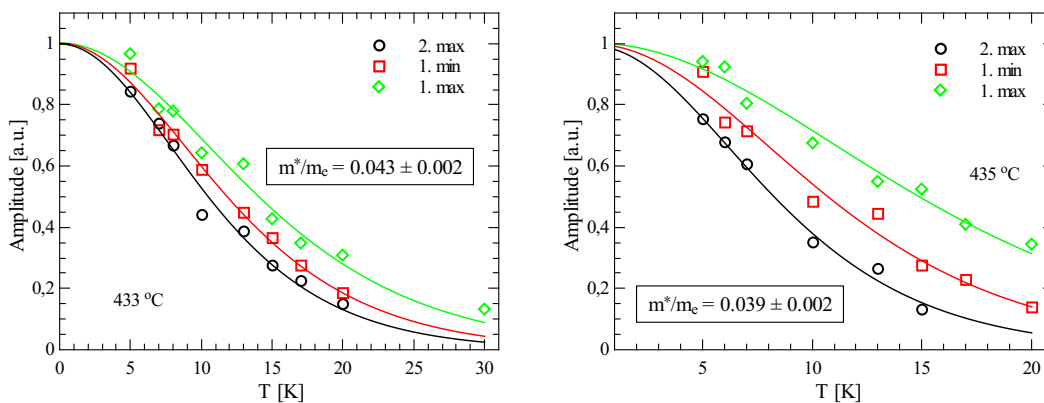 Amplitude [a.u.]
1
0,8
0,6
0,4
0,2
0
0
5
10
15
20
25
30
T [K]
2. max
1. min
1. max
m*/me = 0.043 ± 0.002
433 °C
Amplitude [a.u.]
1
0,8
0,6
0,4
0,2
0
5
10
15
20
T [K]
2. max
1. min
1. max
435 °C
m*/me = 0.039 ± 0.002